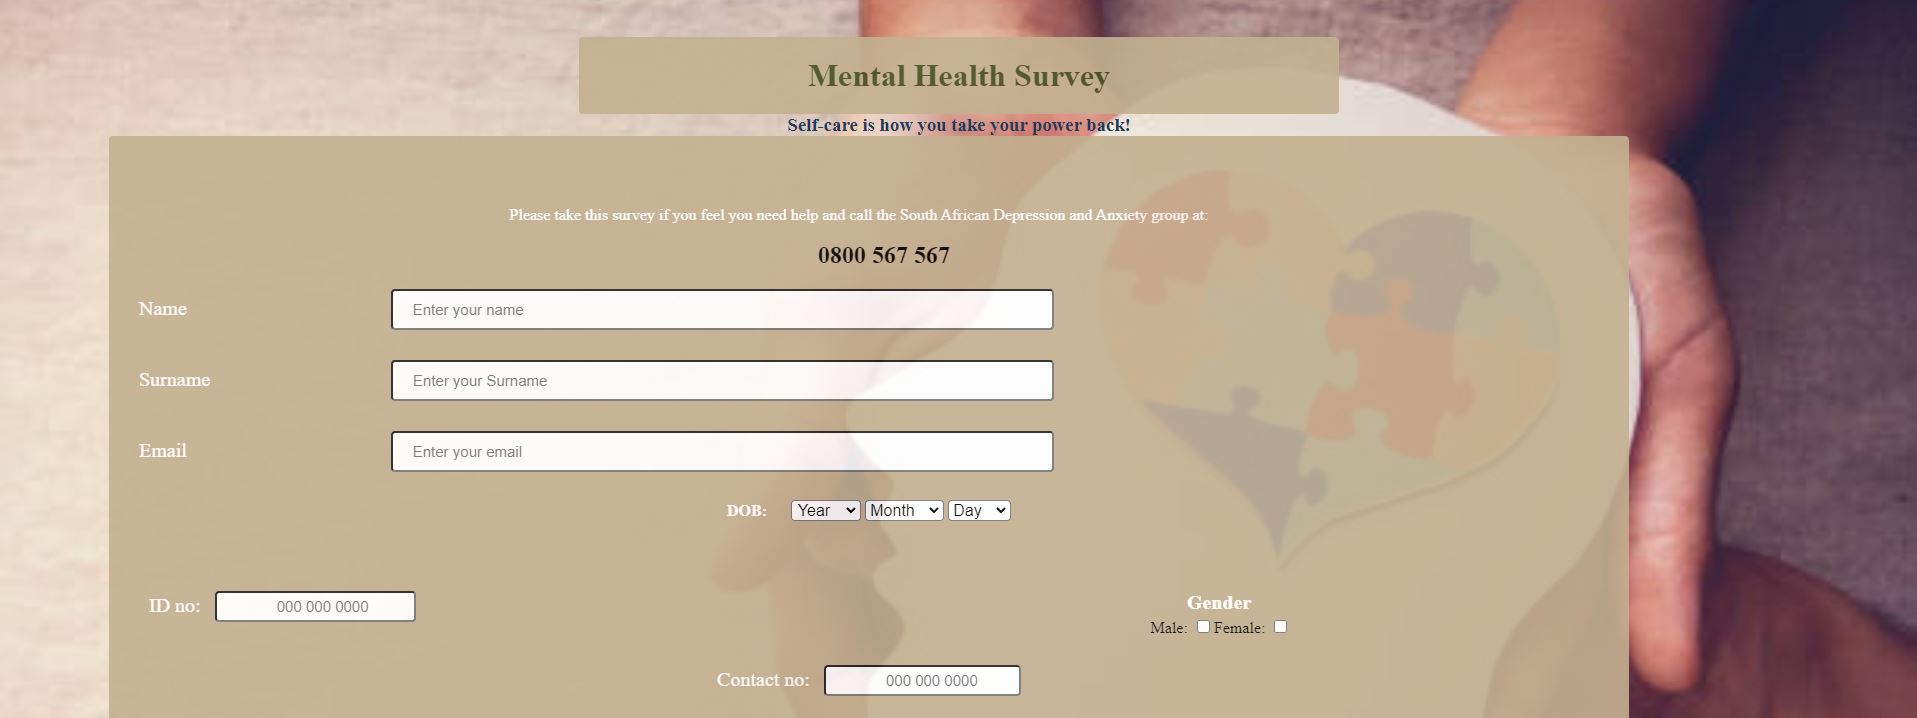 Mental Health Survey
Self-care is how you take your power back!
Please take this survey if you feel you need help and call the South African Depression and Anxiety group at:
0800 567 567
Name Enter your name
Surname Enter your Surname
Email Enter your email
DOB: Year Month Day
ID no: 000 000 0000
Gender
Male: Female:
Contact no: 000 000 0000